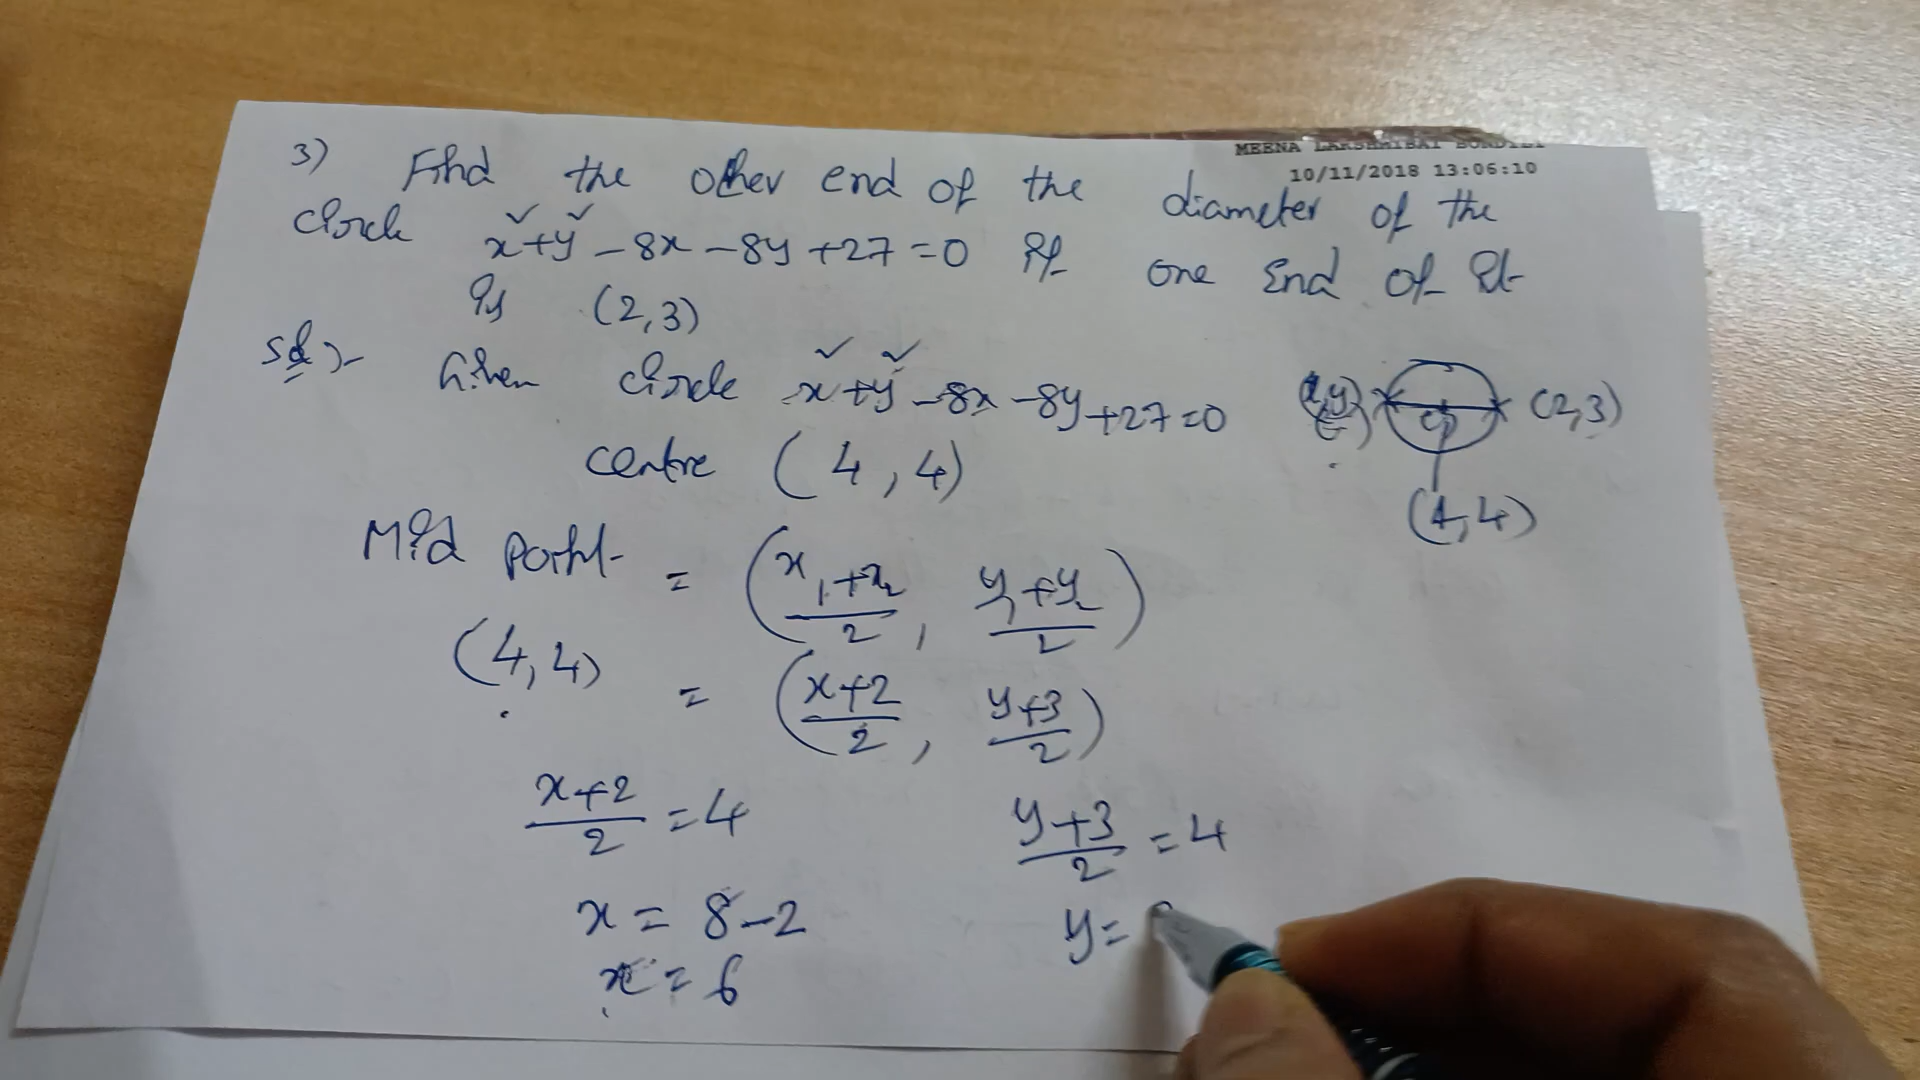 MEENA LAKSHMIBAI BONDILI
10/11/2018 13:06:10
3) Find the other end of the diameter of the
circle x²+y²-8x-8y+27=0 if one end of it
is (2,3)
Sol:- Given circle x²+y²-8x-8y+27=0
centre (4,4)
(x,y) (2,3)
(4,4)
Mid point = (x₁+x₂/2, y₁+y₂/2)
(4,4) = (x+2/2, y+3/2)
x+2/2 = 4 y+3/2 = 4
x = 8-2 y =
x = 6